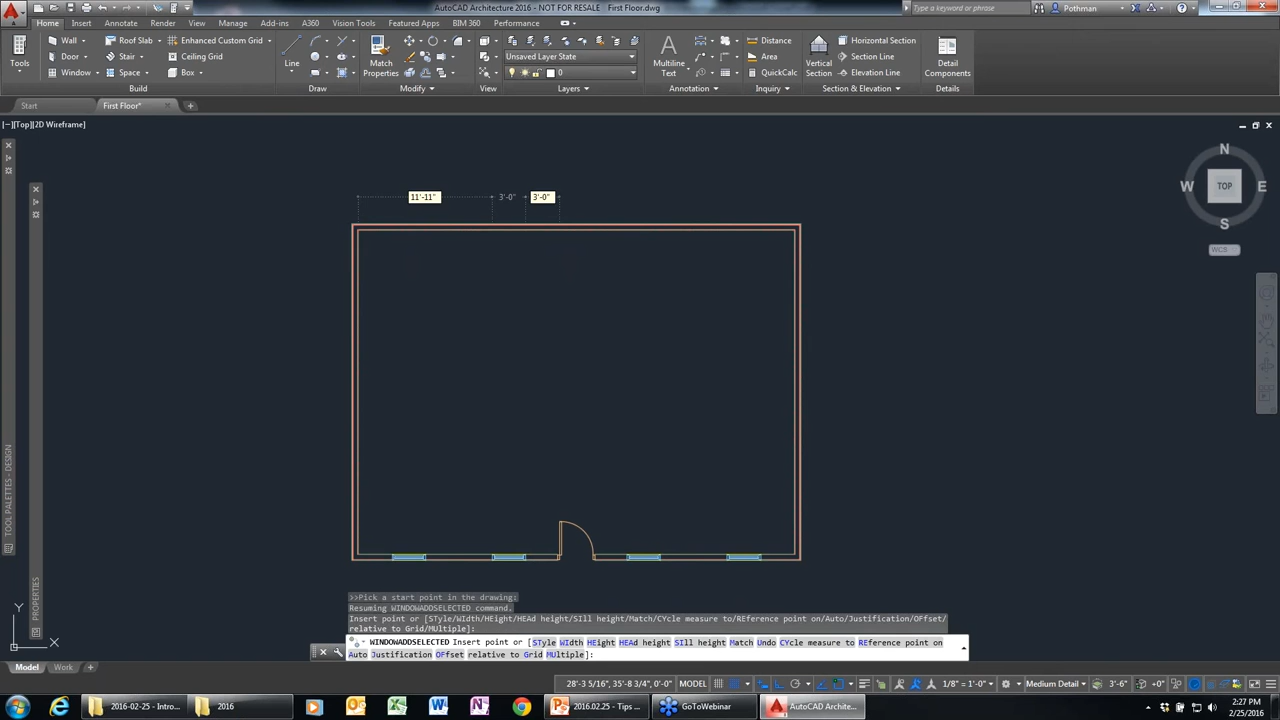 AutoCAD Architecture 2016 - NOT FOR RESALE First Floor.dwg
Type a keyword or phrase
Pothman
Home Insert Annotate Render View Manage Add-ins A360 Vision Tools Featured Apps BIM 360 Performance
Wall Roof Slab Enhanced Custom Grid
Door Stair Ceiling Grid
Window Space Box
Tools
Build
Line
Draw
Match
Properties
Modify
View
Unsaved Layer State
0
Layers
Multiline
Text
Annotation
Distance
Area
QuickCalc
Inquiry
Vertical
Section
Horizontal Section
Section Line
Elevation Line
Section & Elevation
Detail
Components
Details
Start First Floor*
[−][Top][2D Wireframe]
N
W TOP E
S
WCS
11'-11" 3'-0" 3'-0"
TOOL PALETTES - DESIGN
PROPERTIES
Y
X
>>Pick a start point in the drawing:
Resuming WINDOWADDSELECTED command.
Insert point or [STyle/WIdth/HEight/HEAd height/SIll height/Match/CYcle measure to/REference point on/Auto/Justification/OFfset/
relative to Grid/MUltiple]:
WINDOWADDSELECTED Insert point or [STyle WIdth HEight HEAd height SIll height Match Undo CYcle measure to REference point on
Auto Justification OFfset relative to Grid MUltiple]:
Model Work
28'-3 5/16", 35'-8 3/4", 0'-0" MODEL 1/8" = 1'-0" Medium Detail 3'-6" +0"
2016-02-25 - Intro... 2016 2016.02.25 - Tips ... GoToWebinar AutoCAD Archite...
2:27 PM
2/25/2016